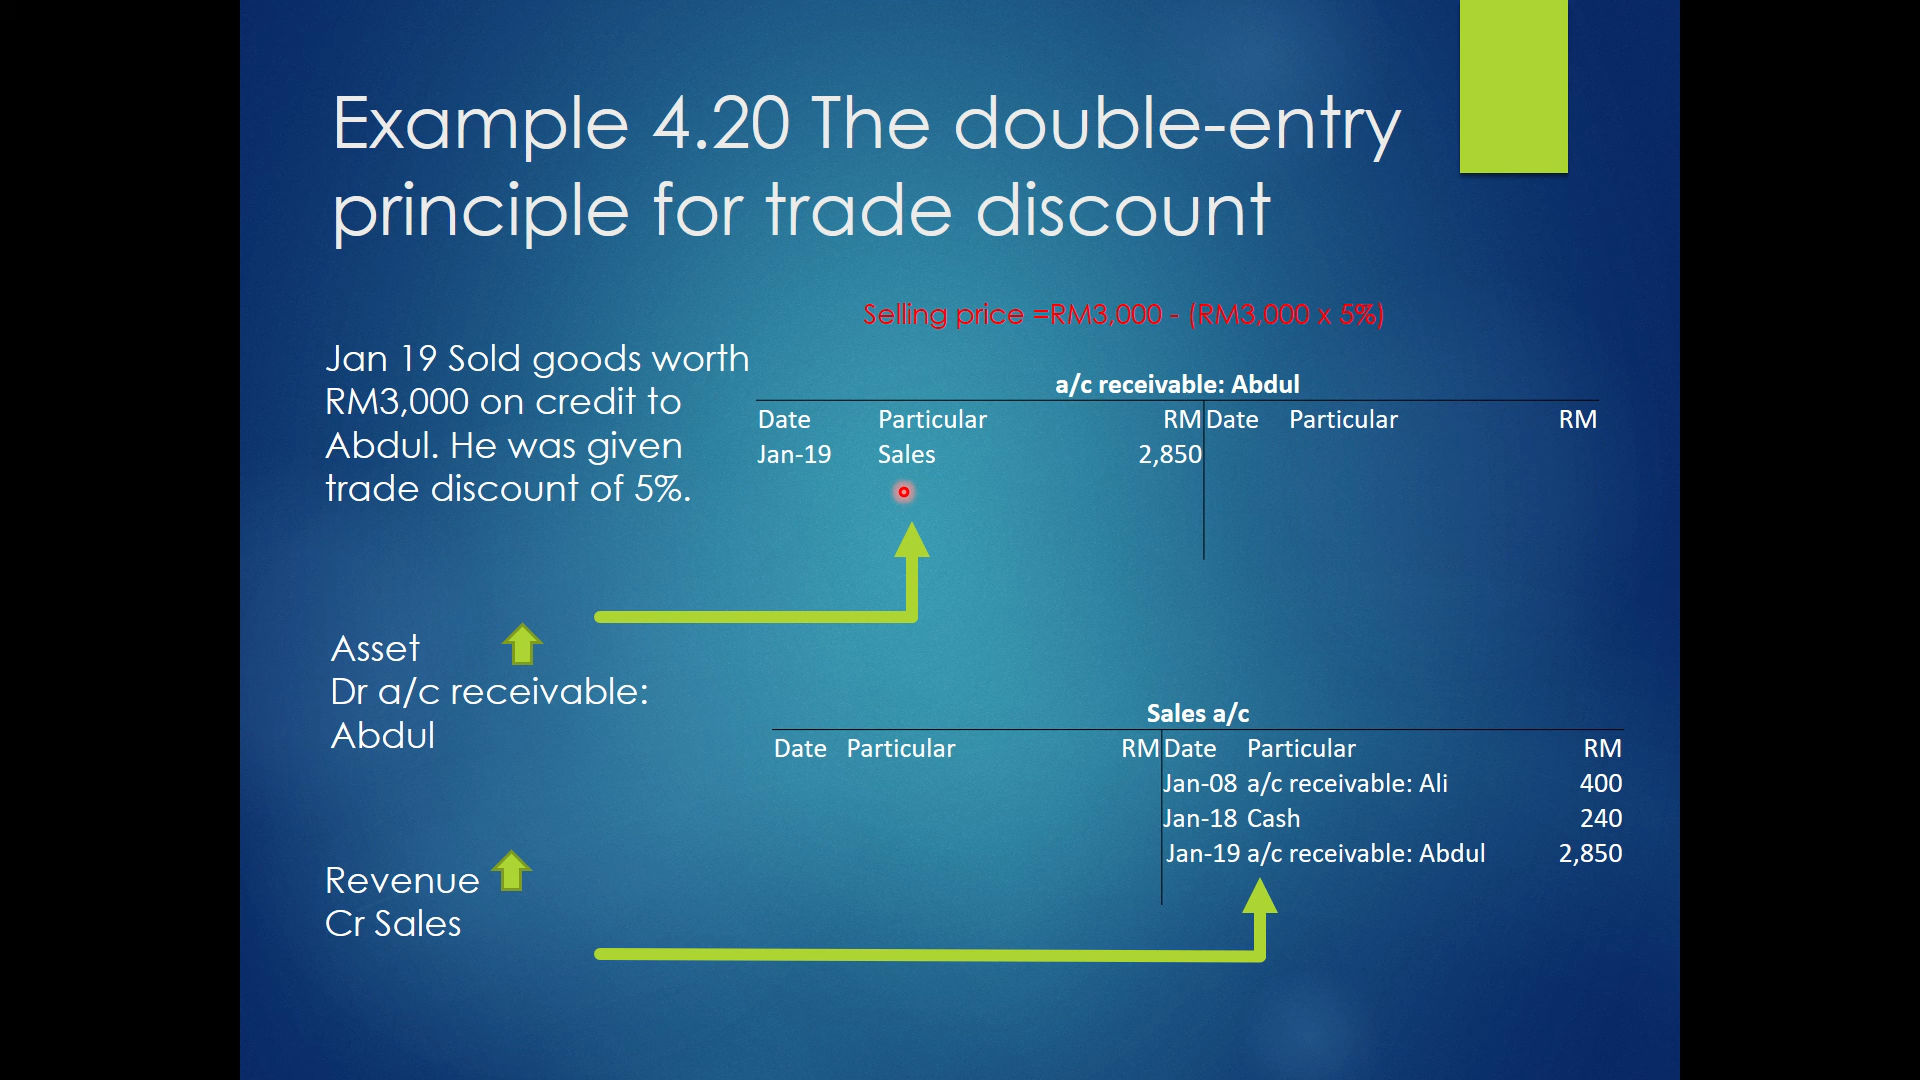 Example 4.20 The double-entry
principle for trade discount
Selling price =RM3,000 - (RM3,000 x 5%)
Jan 19 Sold goods worth
RM3,000 on credit to
Abdul. He was given
trade discount of 5%.
a/c receivable: Abdul
Date Particular RM Date Particular RM
Jan-19 Sales 2,850
Asset
Dr a/c receivable:
Abdul
Sales a/c
Date Particular RM Date Particular RM
Jan-08 a/c receivable: Ali 400
Jan-18 Cash 240
Jan-19 a/c receivable: Abdul 2,850
Revenue
Cr Sales